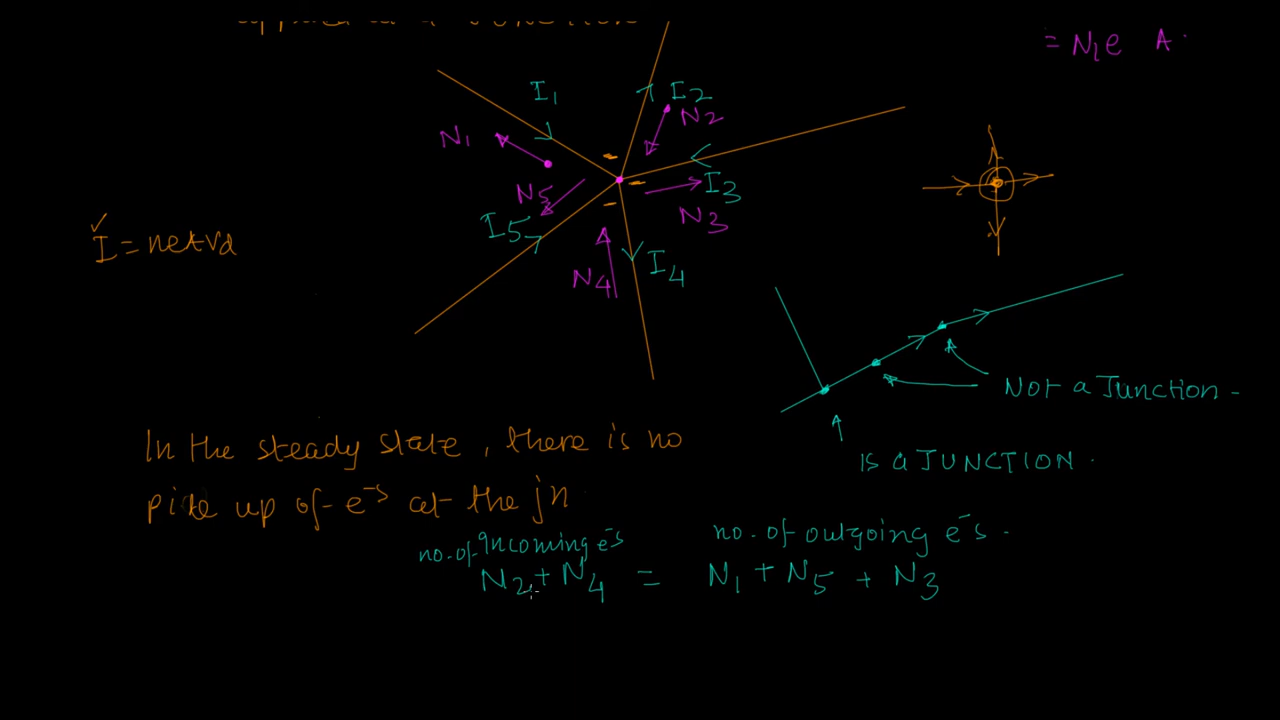 = N1e A.
I1
I2
N1
N2
N5
I3
I5
N3
I = neAVd
I4
N4
Not a Junction -
In the steady state, there is no
IS a JUNCTION.
pile up of e-s at the jn
no. of incoming e-s
no. of outgoing e-s.
N2 + N4 = N1 + N5 + N3